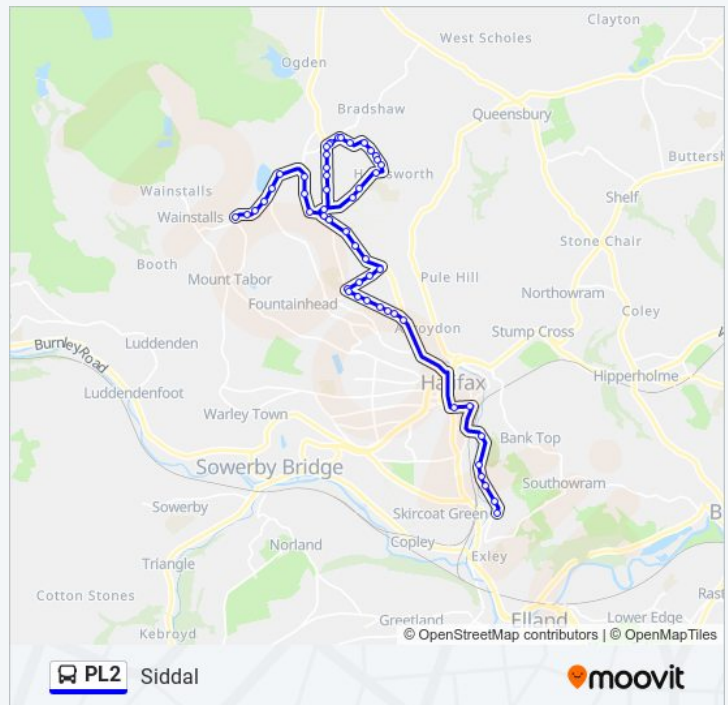 Clayton
West Scholes
Ogden
Bradshaw
Queensbury
Wainstalls
Shelf
Wainstalls
Stone Chair
Booth
Mount Tabor
Pule Hill
Northowram
Fountainhead
Coley
Luddenden
Stump Cross
Burnley Road
Hipperholme
Halifax
Luddendenfoot
Warley Town
Bank Top
Sowerby Bridge
Southowram
Sowerby
Skircoat Green
Copley
Norland
Exley
Triangle
Cotton Stones
Greetland
Elland
Lower Edge
Kebroyd
© OpenStreetMap contributors | © OpenMapTiles
PL2 Siddal
moovit